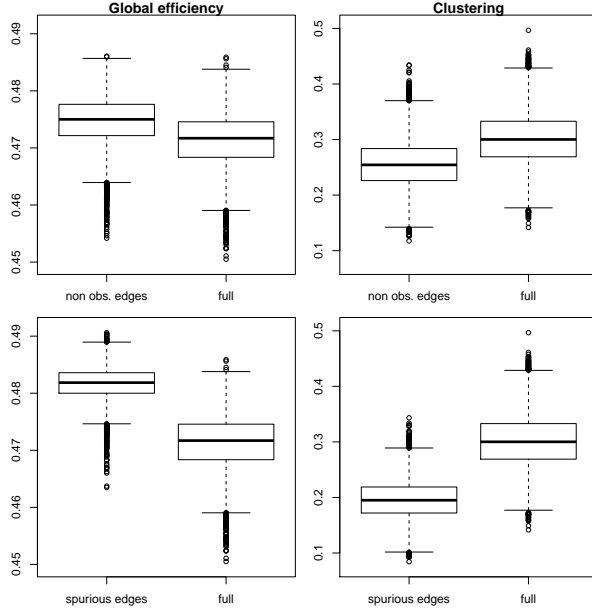 Global efficiency
Clustering
0.49
0.48
0.47
0.46
0.45
non obs. edges
full
0.5
0.4
0.3
0.2
0.1
non obs. edges
full
0.49
0.48
0.47
0.46
0.45
spurious edges
full
0.5
0.4
0.3
0.2
0.1
spurious edges
full